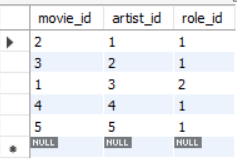 movie_id artist_id role_id
2 1 1
3 2 1
1 3 2
4 4 1
5 5 1
NULL NULL NULL